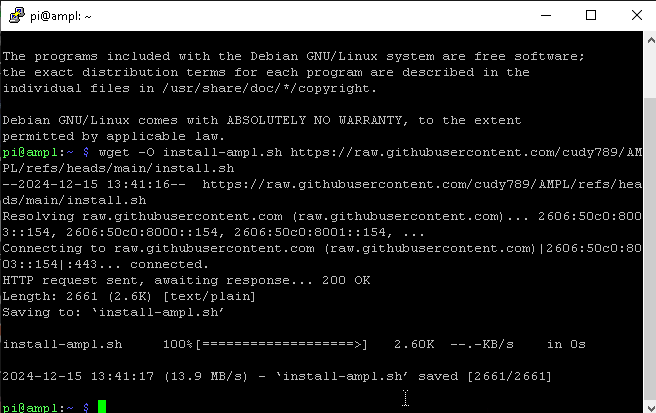 pi@ampl: ~
The programs included with the Debian GNU/Linux system are free software;
the exact distribution terms for each program are described in the
individual files in /usr/share/doc/*/copyright.
Debian GNU/Linux comes with ABSOLUTELY NO WARRANTY, to the extent
permitted by applicable law.
pi@ampl:~ $ wget -O install-ampl.sh https://raw.githubusercontent.com/cudy789/AM
PL/refs/heads/main/install.sh
--2024-12-15 13:41:16--  https://raw.githubusercontent.com/cudy789/AMPL/refs/hea
ds/main/install.sh
Resolving raw.githubusercontent.com (raw.githubusercontent.com)... 2606:50c0:800
3::154, 2606:50c0:8000::154, 2606:50c0:8001::154, ...
Connecting to raw.githubusercontent.com (raw.githubusercontent.com)|2606:50c0:80
03::154|:443... connected.
HTTP request sent, awaiting response... 200 OK
Length: 2661 (2.6K) [text/plain]
Saving to: ‘install-ampl.sh’
install-ampl.sh     100%[===================>]   2.60K  --.-KB/s    in 0s
2024-12-15 13:41:17 (13.9 MB/s) - ‘install-ampl.sh’ saved [2661/2661]
pi@ampl:~ $